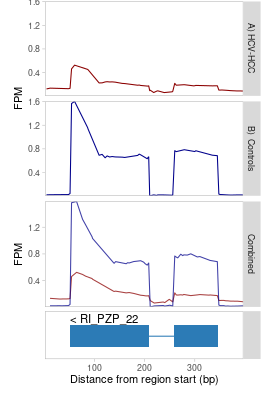 1.6
1.2
0.8
0.4
FPM
A) HCV-HCC
1.6
1.2
0.8
0.4
B) Controls
1.2
0.8
0.4
FPM
Combined
< RI_PZP_22
100 200 300
Distance from region start (bp)